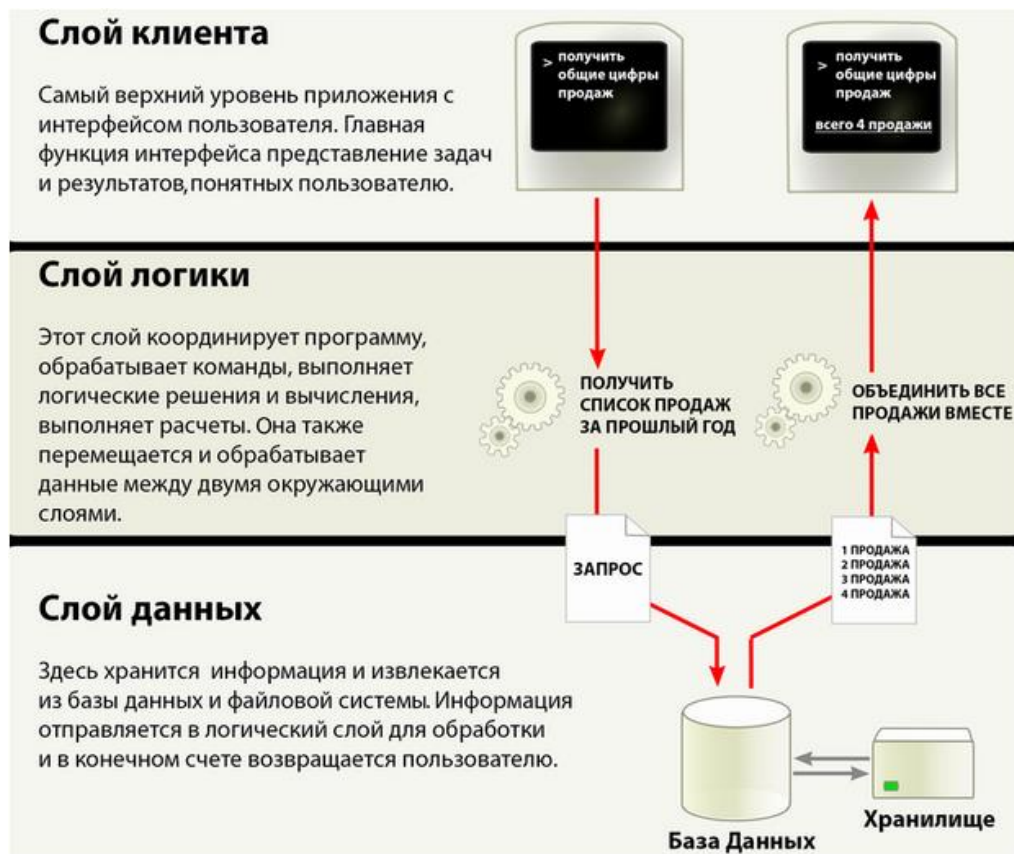 Слой клиента
Самый верхний уровень приложения с
интерфейсом пользователя. Главная
функция интерфейса представление задач
и результатов, понятных пользователю.
> получить
общие цифры
продаж
> получить
общие цифры
продаж
всего 4 продажи
Слой логики
Этот слой координирует программу,
обрабатывает команды, выполняет
логические решения и вычисления,
выполняет расчеты. Она также
перемещается и обрабатывает
данные между двумя окружающими
слоями.
ПОЛУЧИТЬ
СПИСОК ПРОДАЖ
ЗА ПРОШЛЫЙ ГОД
ОБЪЕДИНИТЬ ВСЕ
ПРОДАЖИ ВМЕСТЕ
ЗАПРОС
1 ПРОДАЖА
2 ПРОДАЖА
3 ПРОДАЖА
4 ПРОДАЖА
Слой данных
Здесь хранится информация и извлекается
из базы данных и файловой системы. Информация
отправляется в логический слой для обработки
и в конечном счете возвращается пользователю.
База Данных
Хранилище